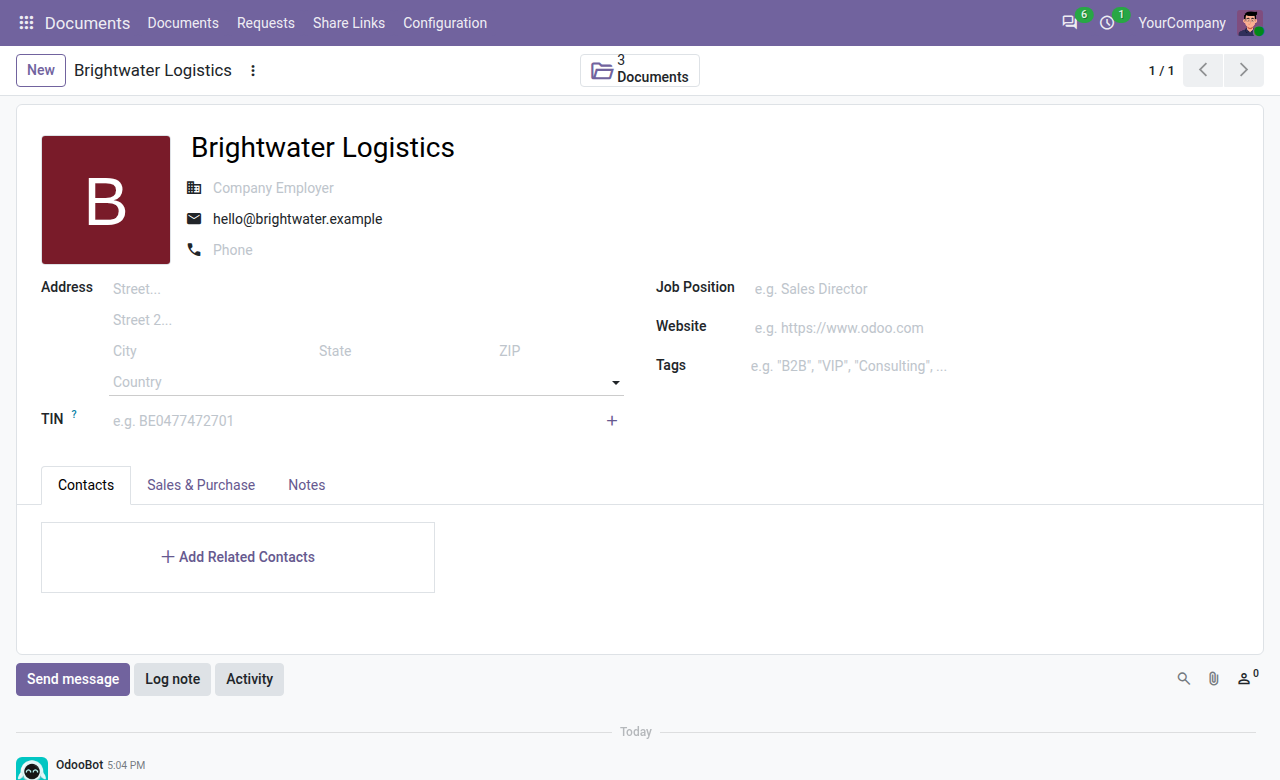 Documents Documents Requests Share Links Configuration 6 1 YourCompany
New Brightwater Logistics 3 Documents 1 / 1
B
Brightwater Logistics
Company Employer
hello@brightwater.example
Phone
Address Street... Job Position e.g. Sales Director
Street 2...
Website e.g. https://www.odoo.com
City State ZIP
Tags e.g. "B2B", "VIP", "Consulting", ...
Country
TIN ? e.g. BE0477472701 +
Contacts Sales & Purchase Notes
+ Add Related Contacts
Send message Log note Activity 0
Today
OdooBot 5:04 PM